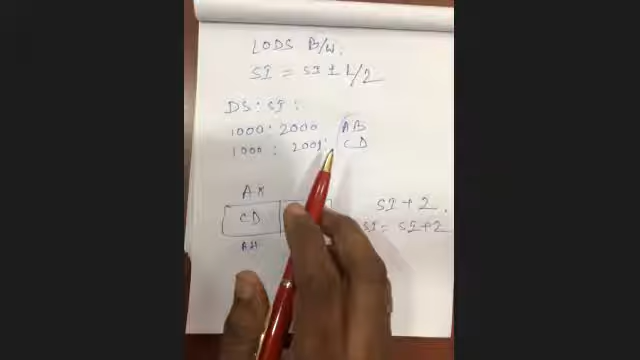 LODS B/W.
SI = SI ± 1/2
DS: SI:
1000: 2000 AB
1000: 2001: CD
AX
CD
AH
SI + 2.
SI = SI+2